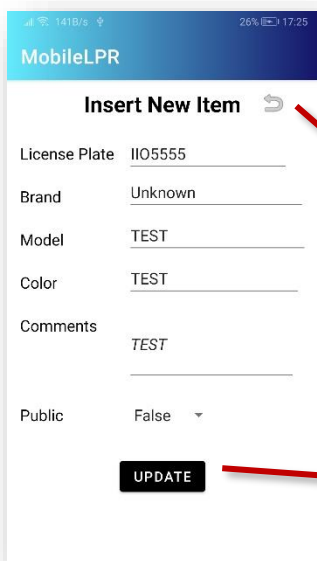 141B/s 26% 17:25
MobileLPR
Insert New Item
License Plate IIO5555
Brand Unknown
Model TEST
Color TEST
Comments
TEST
Public False
UPDATE